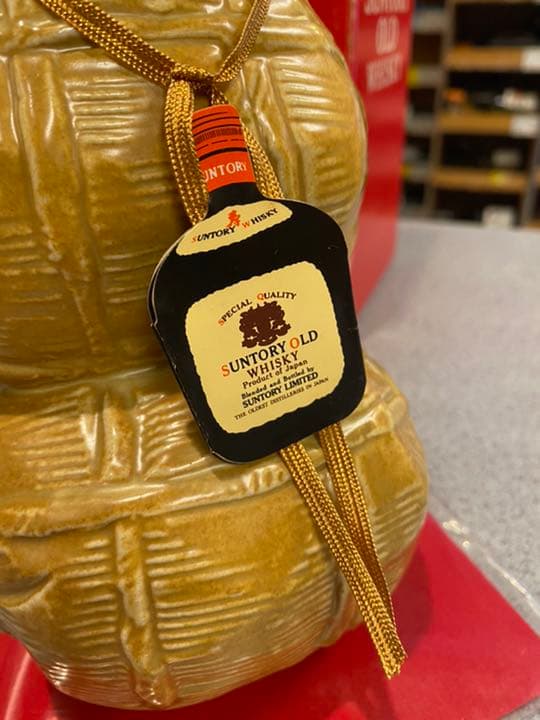 OLD
WHISKY
SUNTORY
SUNTORY WHISKY
SPECIAL QUALITY
SUNTORY OLD
WHISKY
Product of Japan
Blended and Bottled by
SUNTORY LIMITED
THE OLDEST DISTILLERIES IN JAPAN